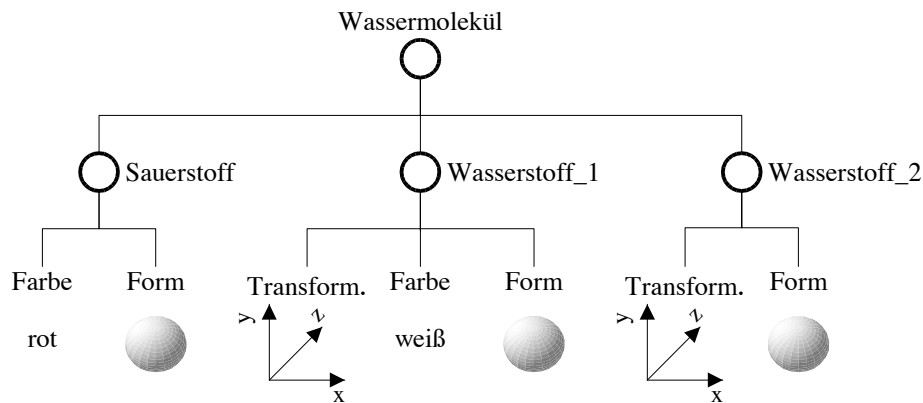 Wassermolekül
Sauerstoff
Wasserstoff_1
Wasserstoff_2
Farbe
Form
Transform.
Farbe
Form
Transform.
Form
rot
y
z
x
weiß
y
z
x